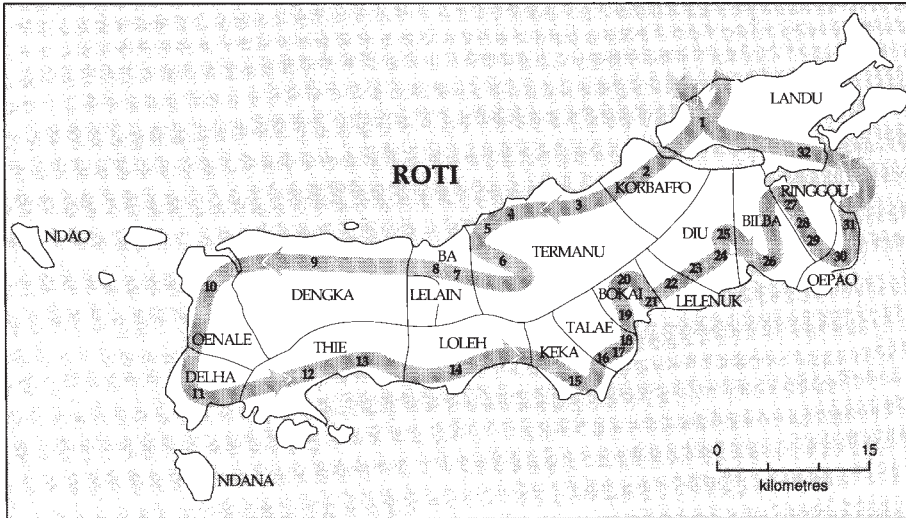 LANDU
1
32
ROTI
2
KORBAFFO
RINGGOU
27
3
4
5
28
BILBA
31
NDAO
TERMANU
DIU
25
29
BA
6
9
8
7
24
26
30
10
DENGKA
LELAIN
20
23
22
OEPAO
BOKAI
21
LELENUK
19
OENALE
TALAE
THIE
LOLEH
18
KEKA
16
17
13
12
14
15
DELHA
11
0 15
kilometres
NDANA